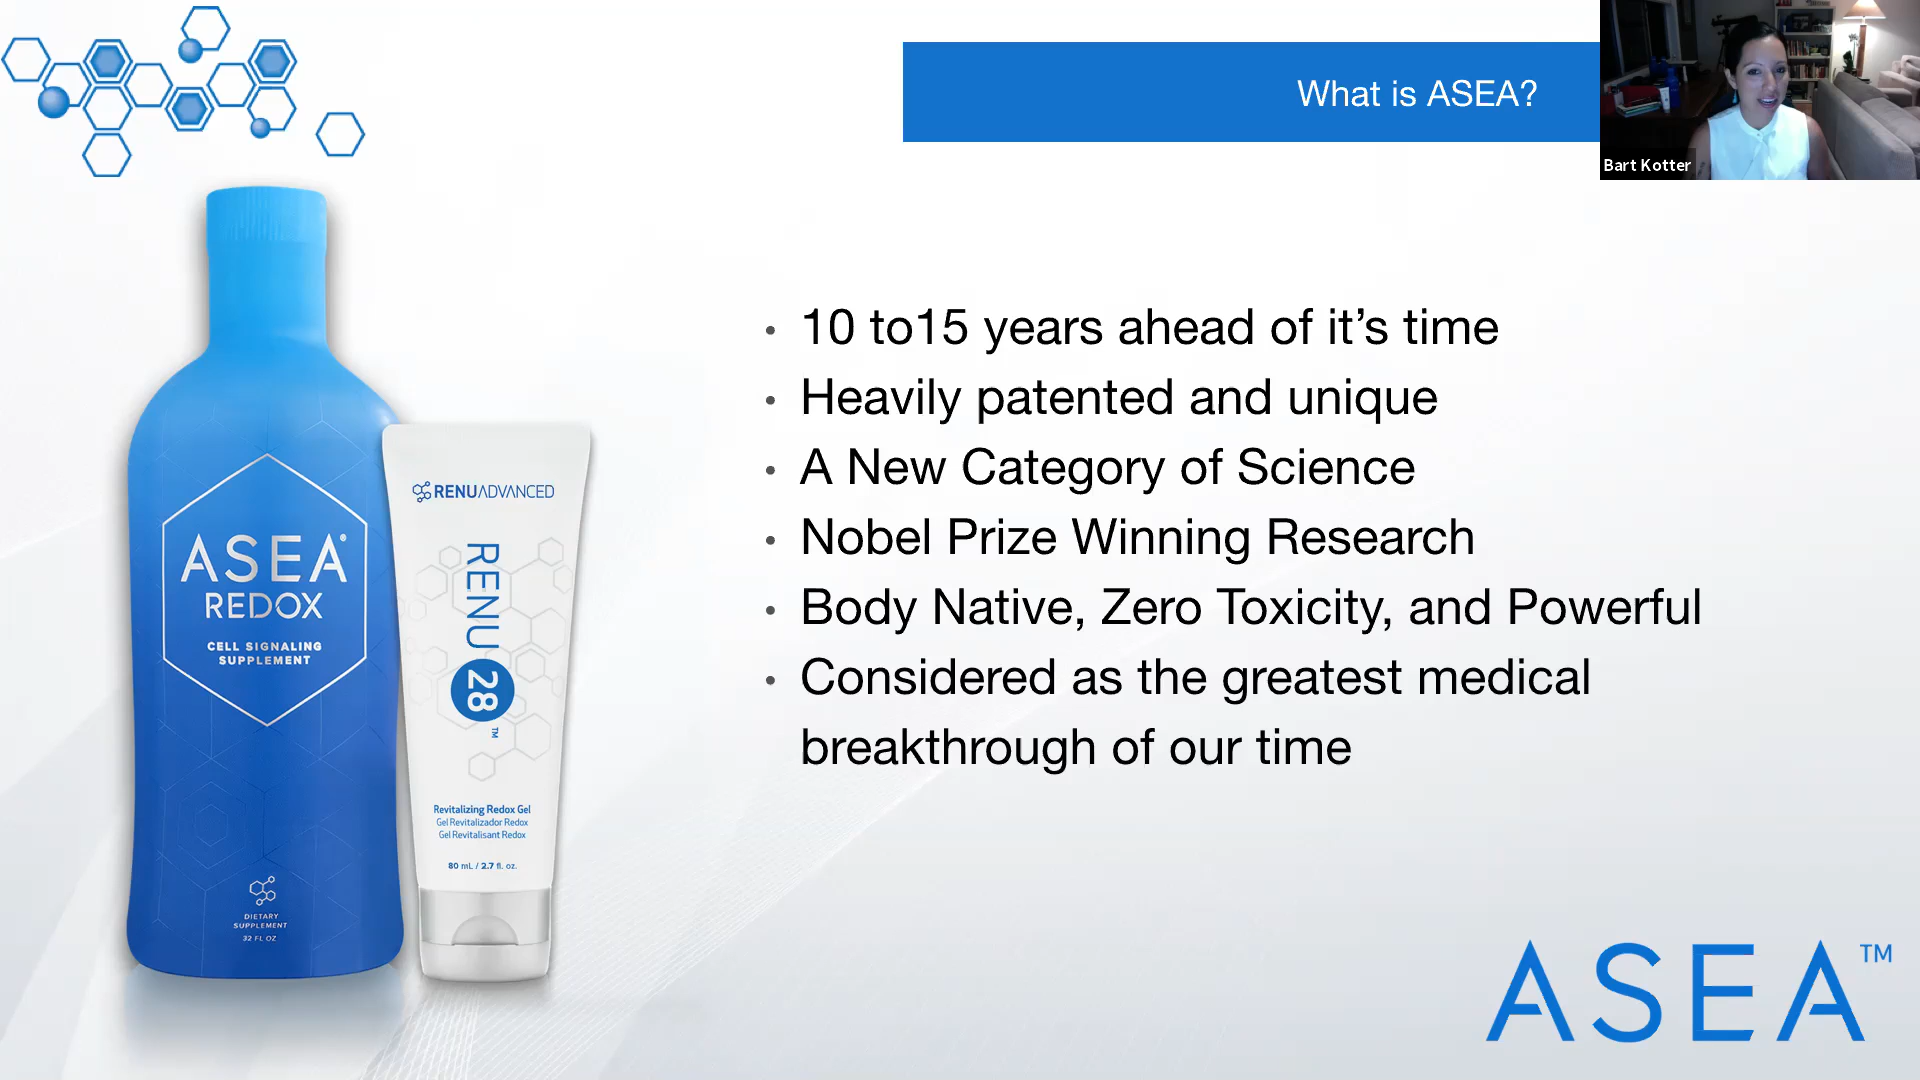 What is ASEA?
Bart Kotter
10 to15 years ahead of it’s time
Heavily patented and unique
A New Category of Science
Nobel Prize Winning Research
Body Native, Zero Toxicity, and Powerful
Considered as the greatest medical
breakthrough of our time
ASEA®
REDOX
CELL SIGNALING
SUPPLEMENT
DIETARY
SUPPLEMENT
32 FL OZ
RENUADVANCED
RENU 28™
Revitalizing Redox Gel
Gel Revitalizador Redox
Gel Revitalisant Redox
80 mL / 2.7 fl. oz.
ASEA™